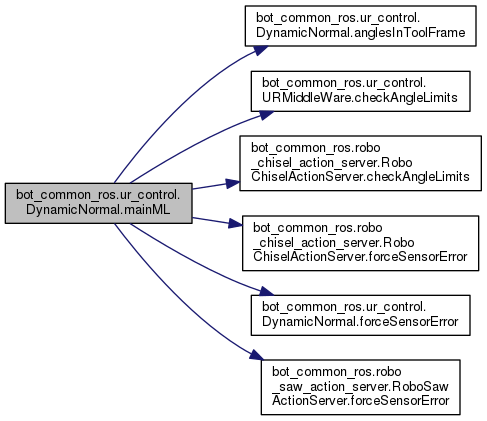 bot_common_ros.ur_control.
DynamicNormal.anglesInToolFrame
bot_common_ros.ur_control.
URMiddleWare.checkAngleLimits
bot_common_ros.robo
_chisel_action_server.Robo
ChiselActionServer.checkAngleLimits
bot_common_ros.ur_control.
DynamicNormal.mainML
bot_common_ros.robo
_chisel_action_server.Robo
ChiselActionServer.forceSensorError
bot_common_ros.ur_control.
DynamicNormal.forceSensorError
bot_common_ros.robo
_saw_action_server.RoboSaw
ActionServer.forceSensorError